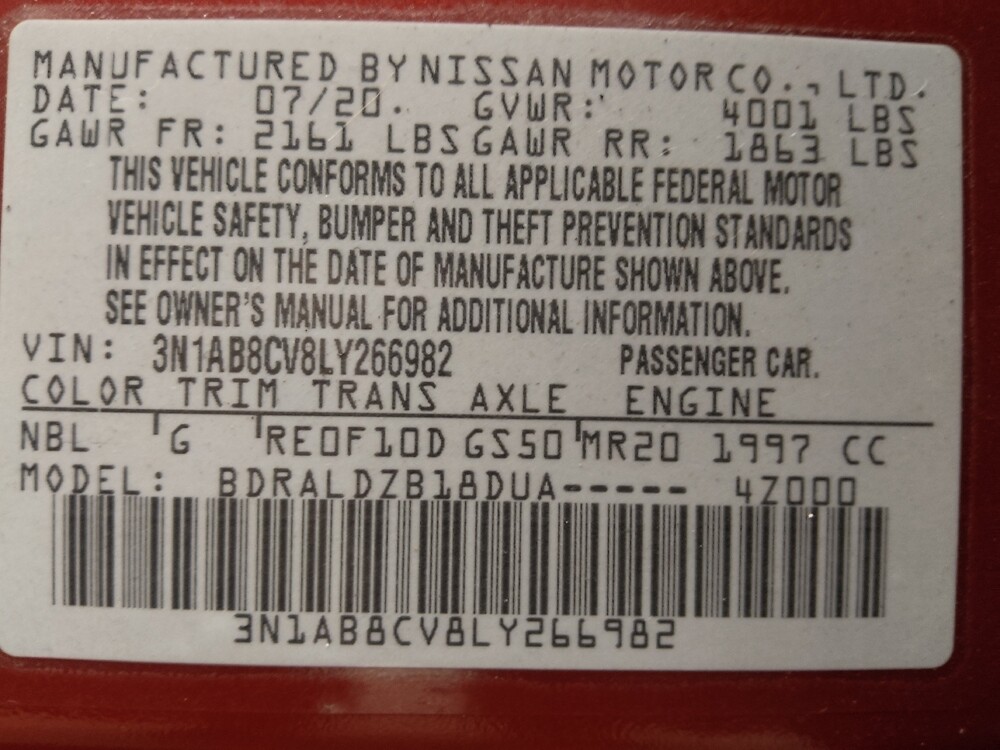 MANUFACTURED BY NISSAN MOTOR CO., LTD.
DATE: 07/20. GVWR: 4001 LBS
GAWR FR: 2161 LBS GAWR RR: 1863 LBS
THIS VEHICLE CONFORMS TO ALL APPLICABLE FEDERAL MOTOR
VEHICLE SAFETY, BUMPER AND THEFT PREVENTION STANDARDS
IN EFFECT ON THE DATE OF MANUFACTURE SHOWN ABOVE.
SEE OWNER'S MANUAL FOR ADDITIONAL INFORMATION.
VIN: 3N1AB8CV8LY266982 PASSENGER CAR.
COLOR TRIM TRANS AXLE ENGINE
NBL G RE0F10D GS50 MR20 1997 CC
MODEL: BDRALDZB18DUA----- 4Z000
3N1AB8CV8LY266982